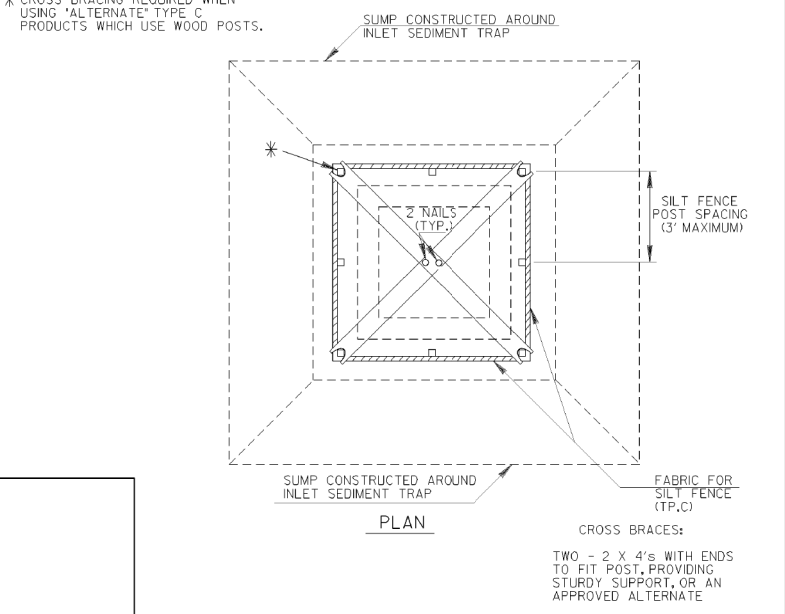 * CROSS BRACING REQUIRED WHEN
USING "ALTERNATE" TYPE C
PRODUCTS WHICH USE WOOD POSTS.
SUMP CONSTRUCTED AROUND
INLET SEDIMENT TRAP
*
2 NAILS
(TYP.)
SILT FENCE
POST SPACING
(3' MAXIMUM)
SUMP CONSTRUCTED AROUND
INLET SEDIMENT TRAP
FABRIC FOR
SILT FENCE
(TP.C)
PLAN
CROSS BRACES:
TWO - 2 X 4's WITH ENDS
TO FIT POST, PROVIDING
STURDY SUPPORT, OR AN
APPROVED ALTERNATE